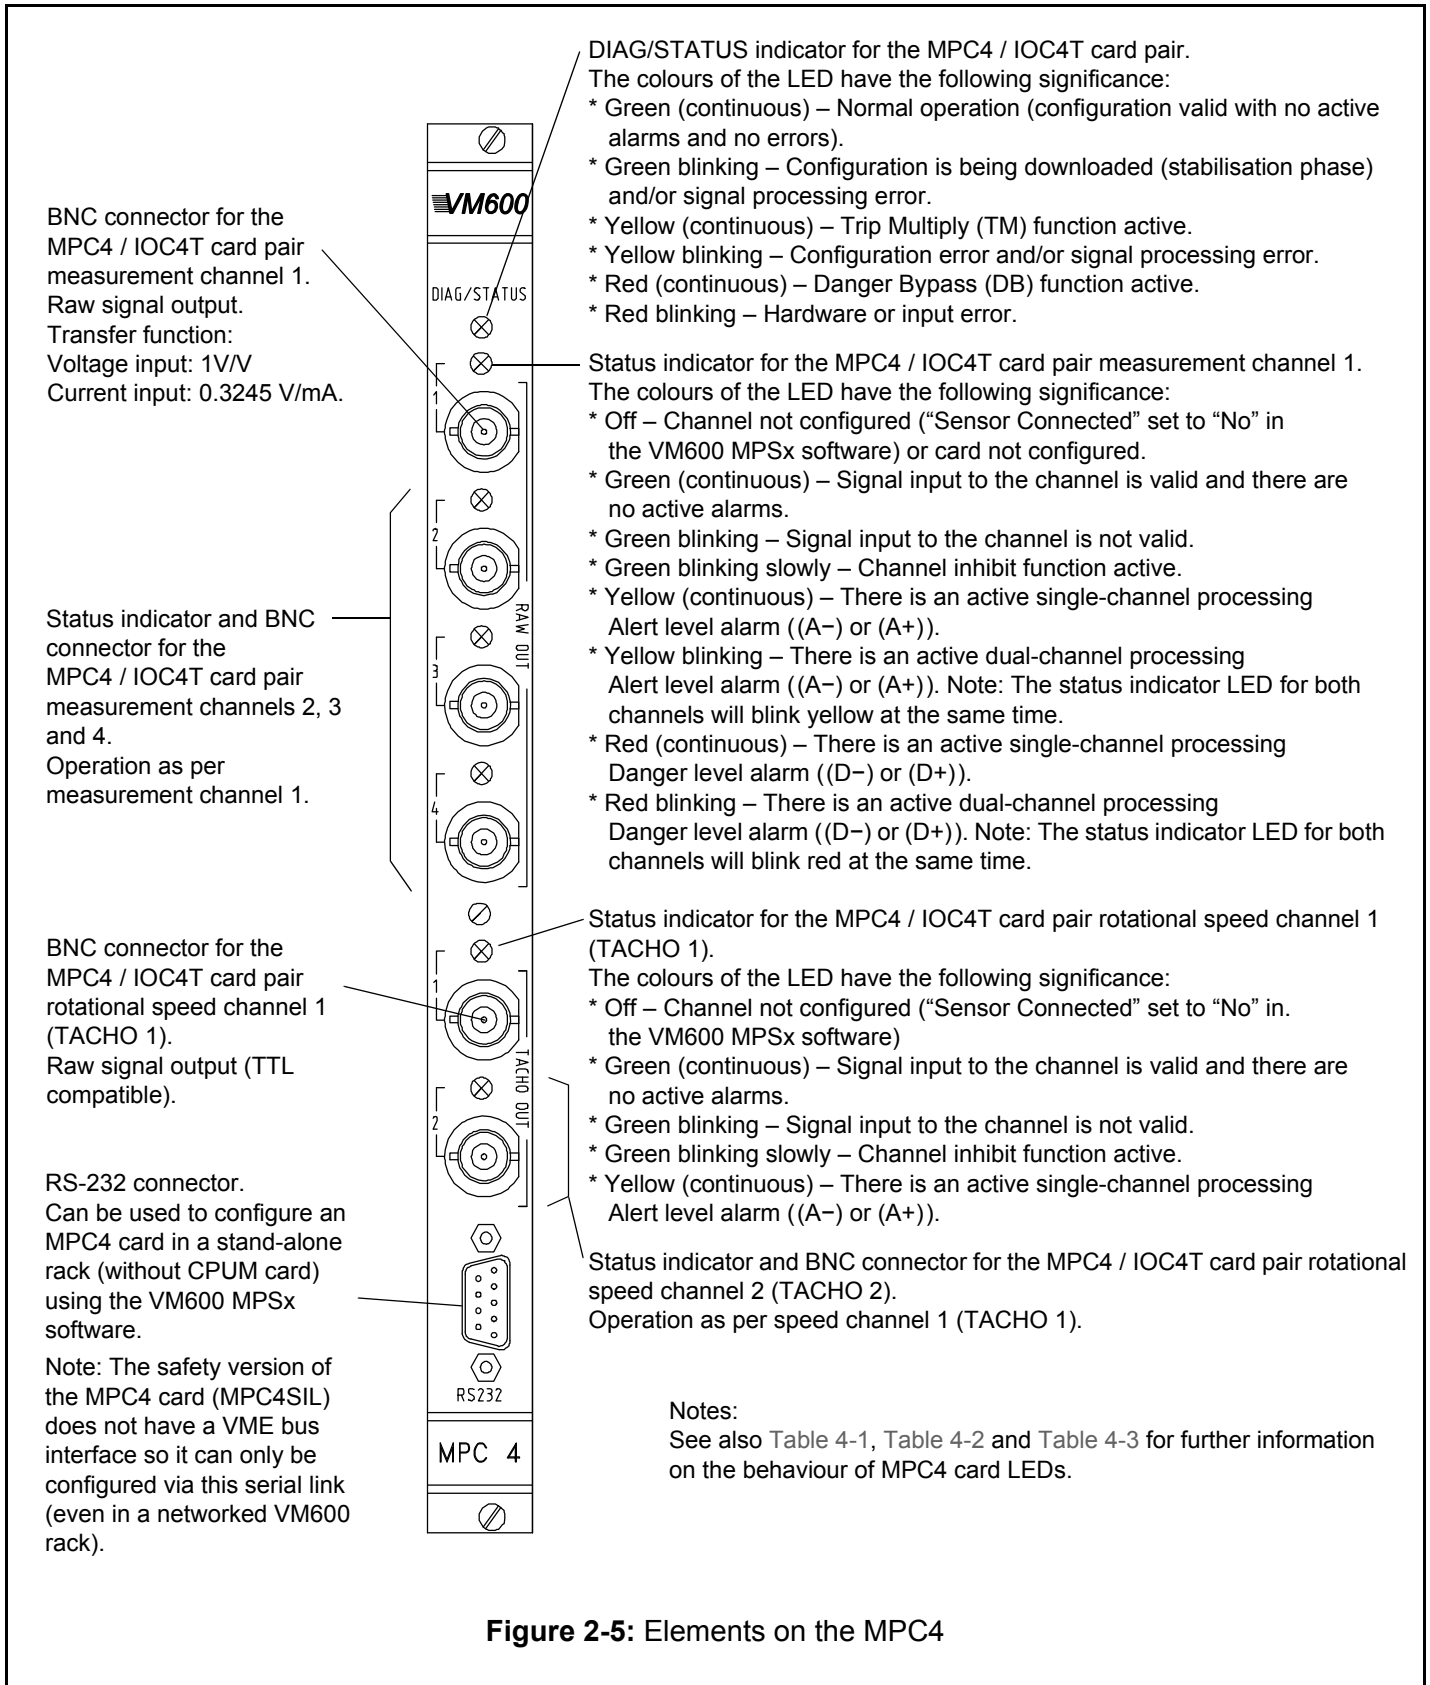 DIAG/STATUS indicator for the MPC4 / IOC4T card pair.
The colours of the LED have the following significance:
* Green (continuous) – Normal operation (configuration valid with no active
alarms and no errors).
* Green blinking – Configuration is being downloaded (stabilisation phase)
and/or signal processing error.
* Yellow (continuous) – Trip Multiply (TM) function active.
* Yellow blinking – Configuration error and/or signal processing error.
* Red (continuous) – Danger Bypass (DB) function active.
* Red blinking – Hardware or input error.
BNC connector for the
MPC4 / IOC4T card pair
measurement channel 1.
Raw signal output.
Transfer function:
Voltage input: 1V/V
Current input: 0.3245 V/mA.
Status indicator and BNC
connector for the
MPC4 / IOC4T card pair
measurement channels 2, 3
and 4.
Operation as per
measurement channel 1.
BNC connector for the
MPC4 / IOC4T card pair
rotational speed channel 1
(TACHO 1).
Raw signal output (TTL
compatible).
RS-232 connector.
Can be used to configure an
MPC4 card in a stand-alone
rack (without CPUM card)
using the VM600 MPSx
software.
Note: The safety version of
the MPC4 card (MPC4SIL)
does not have a VME bus
interface so it can only be
configured via this serial link
(even in a networked VM600
rack).
VM600
DIAG/STATUS
1
2
3
4
RAW OUT
1
2
TACHO OUT
RS232
MPC 4
Status indicator for the MPC4 / IOC4T card pair measurement channel 1.
The colours of the LED have the following significance:
* Off – Channel not configured (“Sensor Connected” set to “No” in
the VM600 MPSx software) or card not configured.
* Green (continuous) – Signal input to the channel is valid and there are
no active alarms.
* Green blinking – Signal input to the channel is not valid.
* Green blinking slowly – Channel inhibit function active.
* Yellow (continuous) – There is an active single-channel processing
Alert level alarm ((A−) or (A+)).
* Yellow blinking – There is an active dual-channel processing
Alert level alarm ((A−) or (A+)). Note: The status indicator LED for both
channels will blink yellow at the same time.
* Red (continuous) – There is an active single-channel processing
Danger level alarm ((D−) or (D+)).
* Red blinking – There is an active dual-channel processing
Danger level alarm ((D−) or (D+)). Note: The status indicator LED for both
channels will blink red at the same time.
Status indicator for the MPC4 / IOC4T card pair rotational speed channel 1
(TACHO 1).
The colours of the LED have the following significance:
* Off – Channel not configured (“Sensor Connected” set to “No” in.
the VM600 MPSx software)
* Green (continuous) – Signal input to the channel is valid and there are
no active alarms.
* Green blinking – Signal input to the channel is not valid.
* Green blinking slowly – Channel inhibit function active.
* Yellow (continuous) – There is an active single-channel processing
Alert level alarm ((A−) or (A+)).
Status indicator and BNC connector for the MPC4 / IOC4T card pair rotational
speed channel 2 (TACHO 2).
Operation as per speed channel 1 (TACHO 1).
Notes:
See also Table 4-1, Table 4-2 and Table 4-3 for further information
on the behaviour of MPC4 card LEDs.
Figure 2-5: Elements on the MPC4